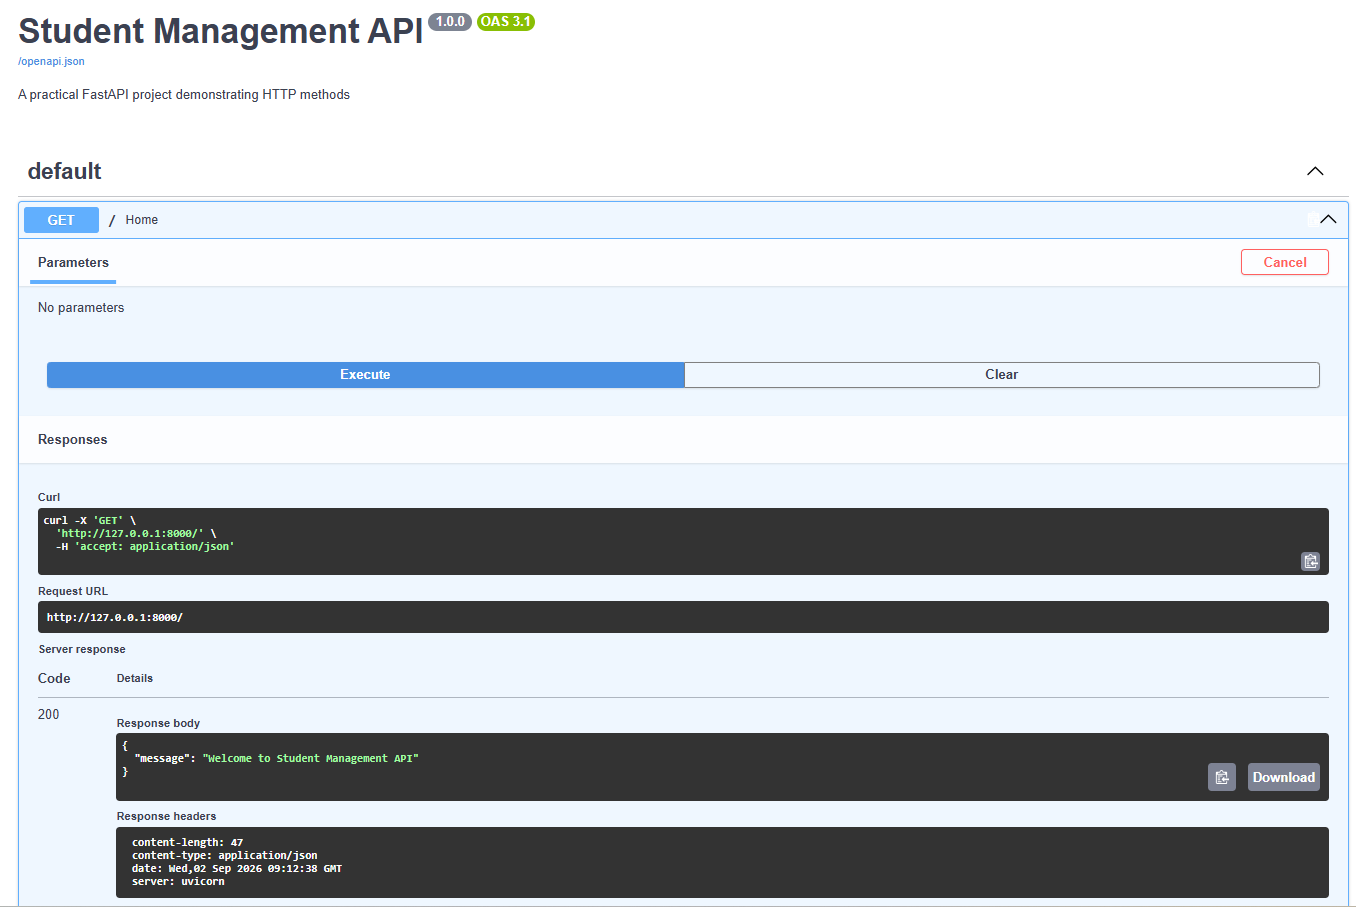 Student Management API 1.0.0 OAS 3.1
/openapi.json
A practical FastAPI project demonstrating HTTP methods
default
GET / Home
Parameters Cancel
No parameters
Execute Clear
Responses
Curl
curl -X 'GET' \
'http://127.0.0.1:8000/' \
-H 'accept: application/json'
Request URL
http://127.0.0.1:8000/
Server response
Code Details
200
Response body
{
"message": "Welcome to Student Management API"
}
Download
Response headers
content-length: 47
content-type: application/json
date: Wed,02 Sep 2026 09:12:38 GMT
server: uvicorn